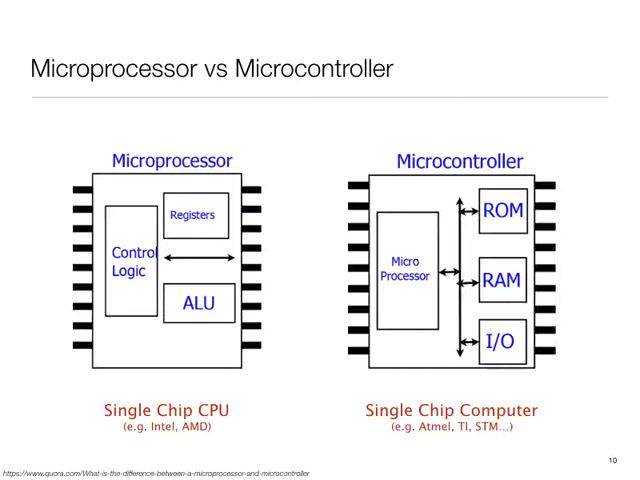 Microprocessor vs Microcontroller
Microprocessor
Registers
Control
Logic
ALU
Single Chip CPU
(e.g. Intel, AMD)
Microcontroller
Micro
Processor
ROM
RAM
I/O
Single Chip Computer
(e.g. Atmel, TI, STM...)
10
https://www.quora.com/What-is-the-difference-between-a-microprocessor-and-microcontroller